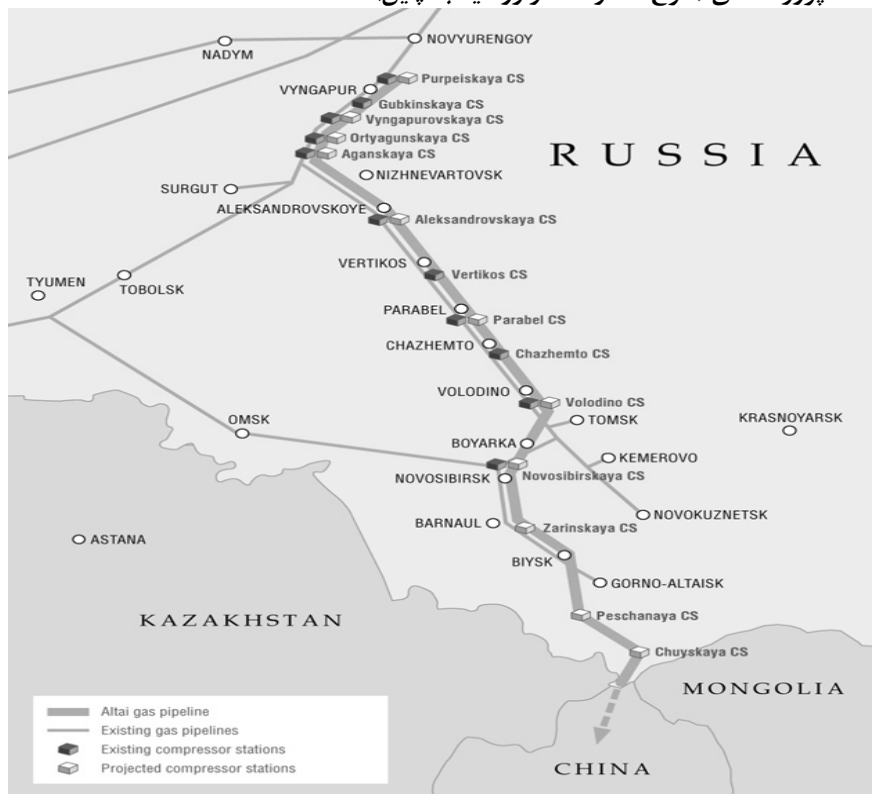 NOVYURENGOY
NADYM
Purpeiskaya CS
VYNGAPUR
Gubkinskaya CS
Vyngapurovskaya CS
Ortyagunskaya CS
RUSSIA
Aganskaya CS
NIZHNEVARTOVSK
SURGUT
ALEKSANDROVSKOYE
Aleksandrovskaya CS
VERTIKOS
Vertikos CS
TYUMEN
TOBOLSK
PARABEL
Parabel CS
CHAZHEMTO
Chazhemto CS
VOLODINO
Volodino CS
OMSK
TOMSK
KRASNOYARSK
BOYARKA
KEMEROVO
NOVOSIBIRSK
Novosibirskaya CS
NOVOKUZNETSK
BARNAUL
Zarinskaya CS
ASTANA
BIYSK
GORNO-ALTAISK
KAZAKHSTAN
Peschanaya CS
Chuyskaya CS
MONGOLIA
CHINA
Altai gas pipeline
Existing gas pipelines
Existing compressor stations
Projected compressor stations